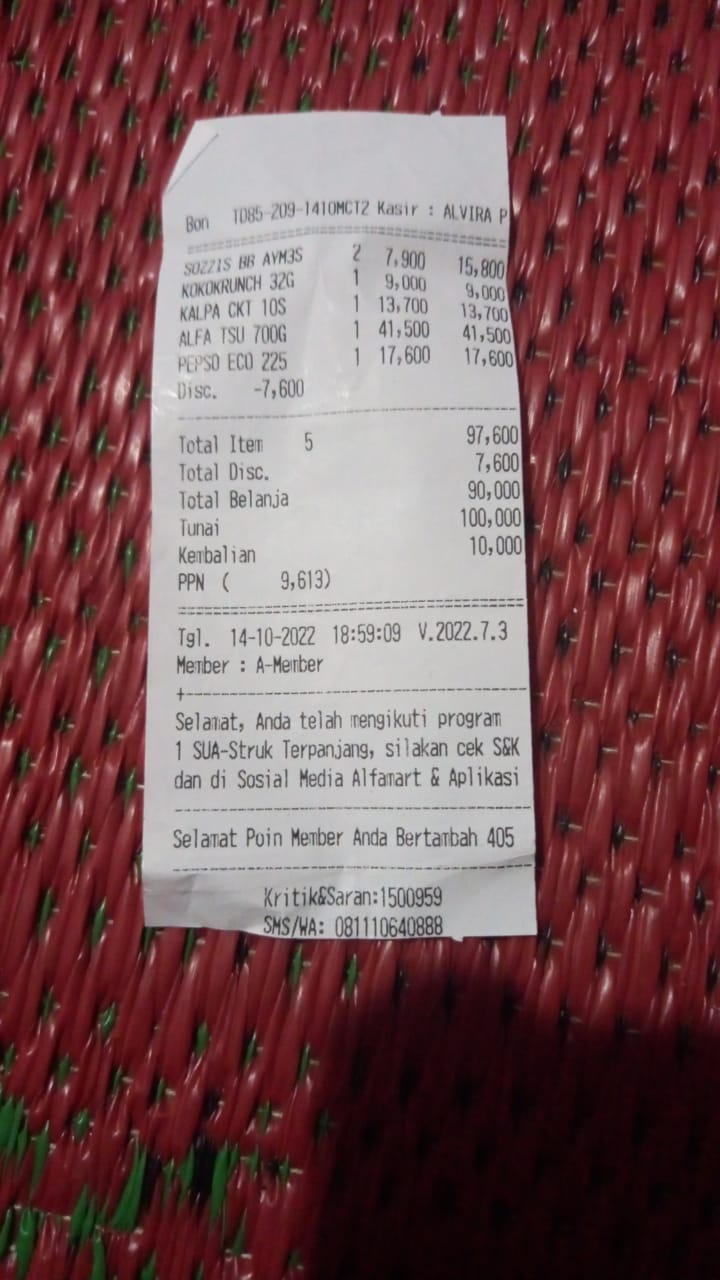 Bon TD85-209-1410MCTZ Kasir : ALVIRA P
SOZZIS BB AYM3S 2 7,900 15,800
KOKOKRUNCH 32G 1 9,000 9,000
KALPA CKT 10S 1 13,700 13,700
ALFA TSU 700G 1 41,500 41,500
PEPSO ECO 225 1 17,600 17,600
Disc. -7,600
Total Item 5 97,600
Total Disc. 7,600
Total Belanja 90,000
Tunai 100,000
Kembalian 10,000
PPN ( 9,613)
Tgl. 14-10-2022 18:59:09 V.2022.7.3
Member : A-Member
Selamat, Anda telah mengikuti program
1 SUA-Struk Terpanjang, silakan cek S&K
dan di Sosial Media Alfamart & Aplikasi
Selamat Poin Member Anda Bertambah 405
Kritik&Saran:1500959
SMS/WA: 081110640888